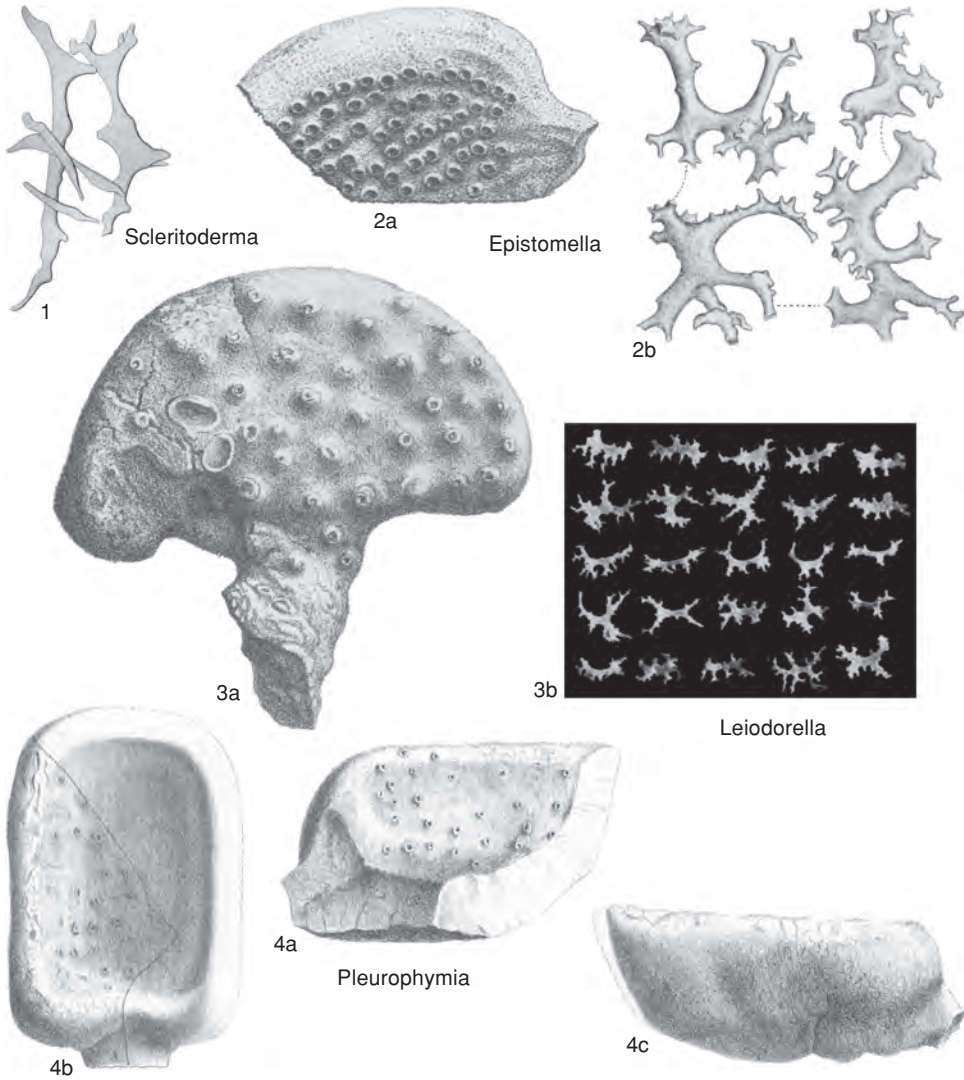 1
Scleritoderma
2a
Epistomella
2b
3a
3b
Leiodorella
4b
4a
Pleurophymia
4c